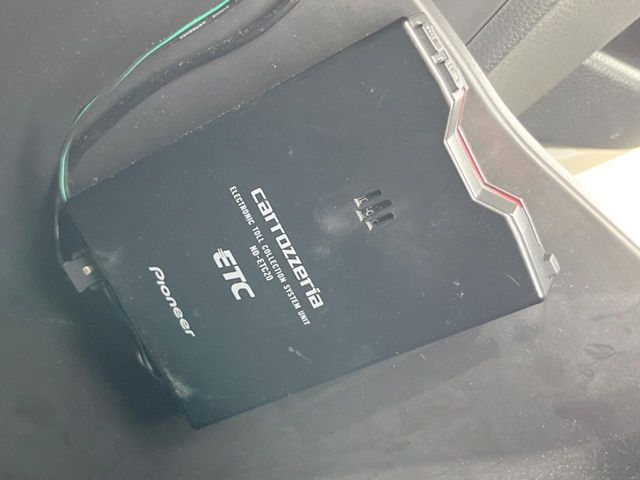 carrozzeria
ELECTRONIC TOLL COLLECTION SYSTEM UNIT
ND-ETC20
ETC
Pioneer